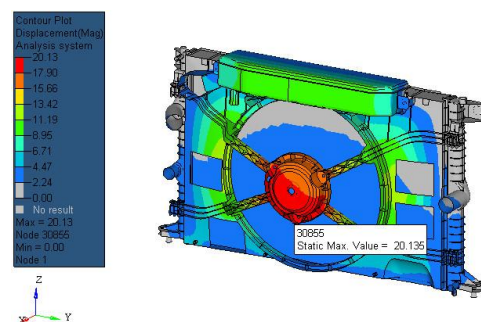 Contour Plot
Displacement(Mag)
Analysis system
20.13
17.90
15.66
13.42
11.19
8.95
6.71
4.47
2.24
0.00
No result
Max = 20.13
Node 30855
Min = 0.00
Node 1
30855
Static Max. Value = 20.135
Z
X
Y